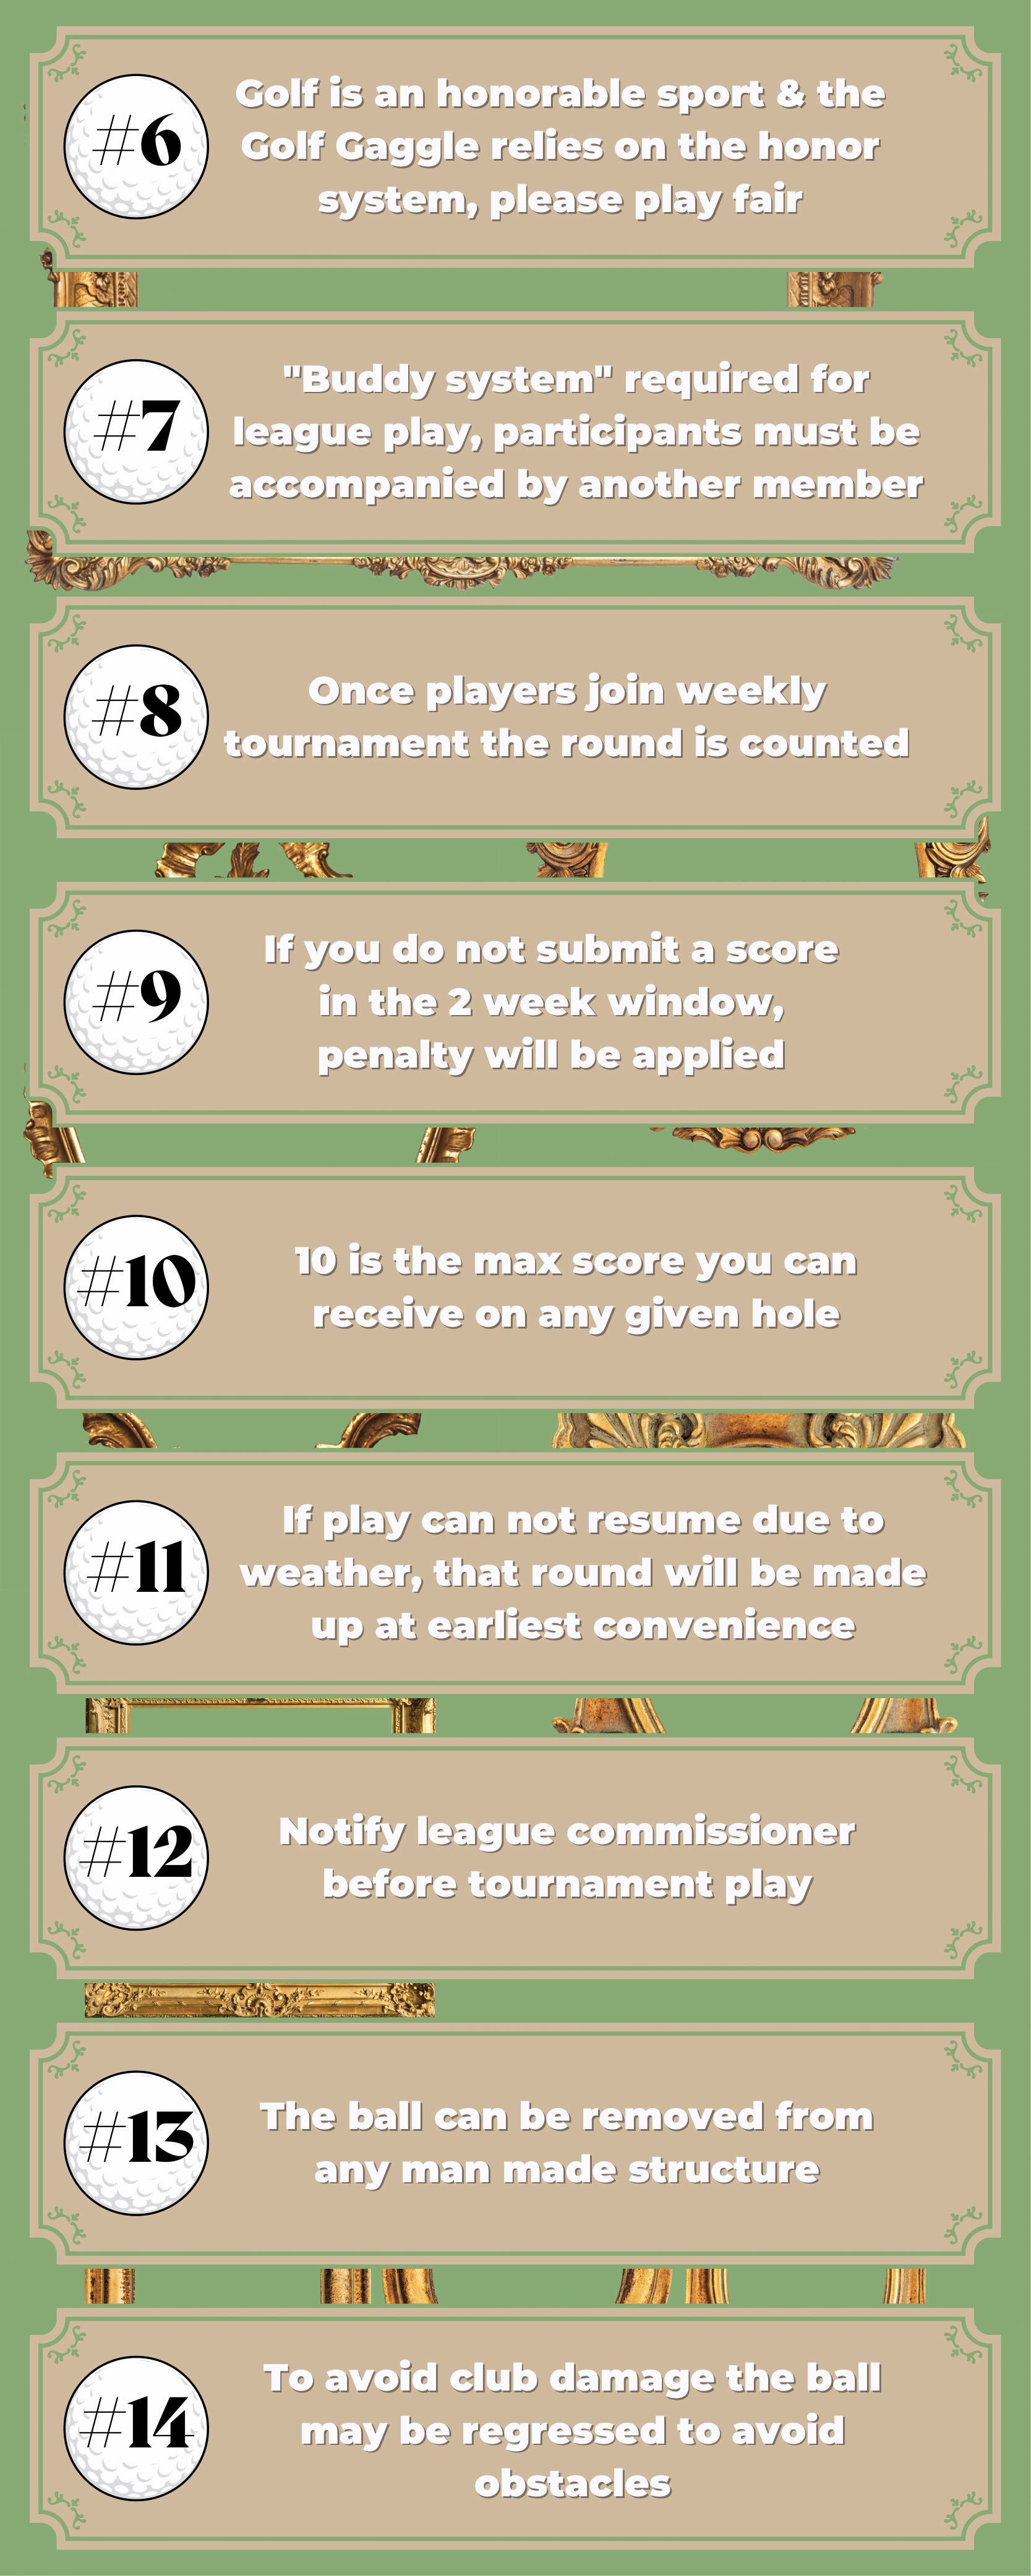 #6
Golf is an honorable sport & the
Golf Gaggle relies on the honor
system, please play fair
#7
"Buddy system" required for
league play, participants must be
accompanied by another member
#8
Once players join weekly
tournament the round is counted
#9
If you do not submit a score
in the 2 week window,
penalty will be applied
#10
10 is the max score you can
receive on any given hole
#11
If play can not resume due to
weather, that round will be made
up at earliest convenience
#12
Notify league commissioner
before tournament play
#13
The ball can be removed from
any man made structure
#14
To avoid club damage the ball
may be regressed to avoid
obstacles